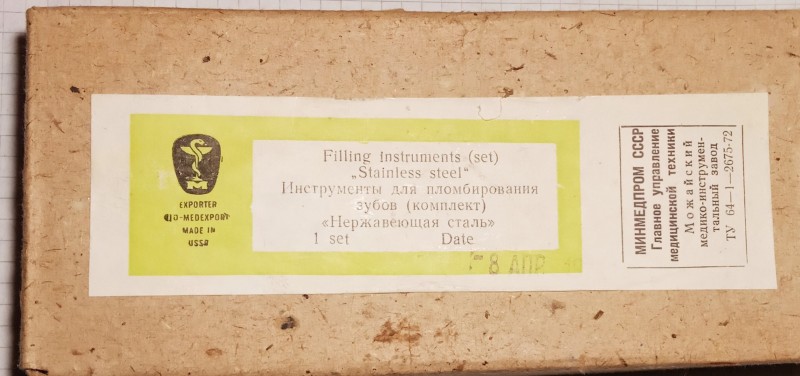 M
EXPORTER
V/O-MEDEXPORT
MADE IN
USSR
Filling Instruments (set)
„Stainless steel"
Инструменты для пломбирования
зубов (комплект)
«Нержавеющая сталь»
1 set Date
8 АПР
МИНМЕДПРОМ СССР
Главное управление
медицинской техники
Можайский
медико-инструмен-
тальный завод
ТУ 64—1—2675-72